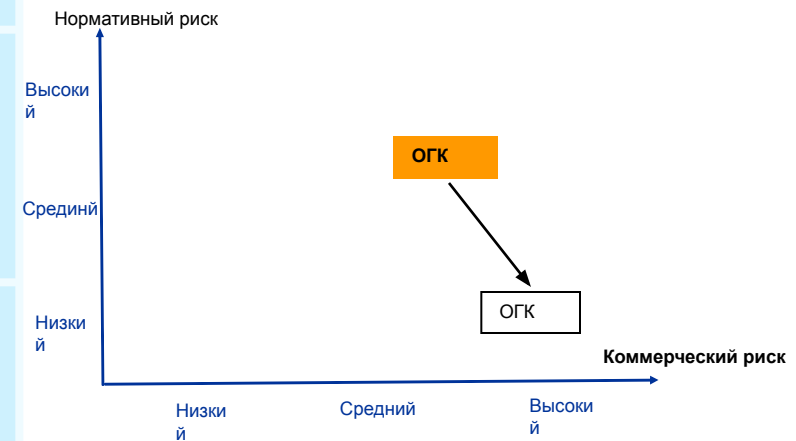 Нормативный риск
Высоки
й
ОГК
Срединй
ОГК
Низки
й
Коммерческий риск
Низки
й
Средний
Высоки
й